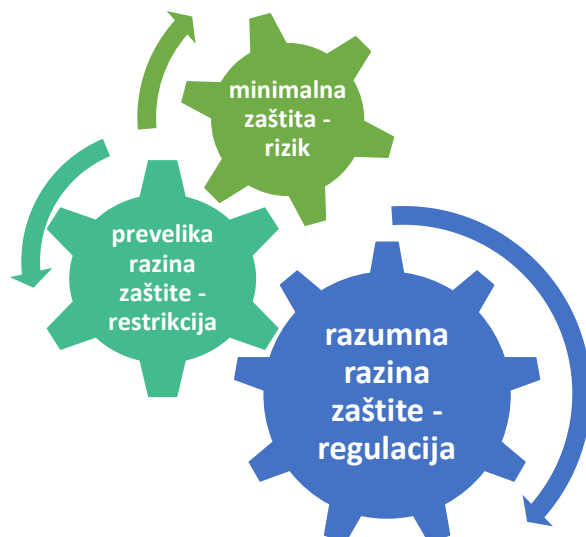 minimalna
zaštita -
rizik
prevelika
razina
zaštite -
restrikcija
razumna
razina
zaštite -
regulacija